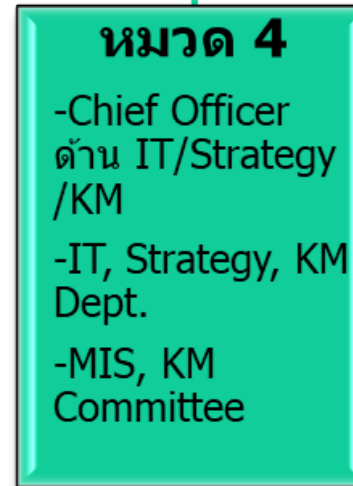 หมวด 4
-Chief Officer
ด้าน IT/Strategy
/KM
-IT, Strategy, KM
Dept.
-MIS, KM
Committee